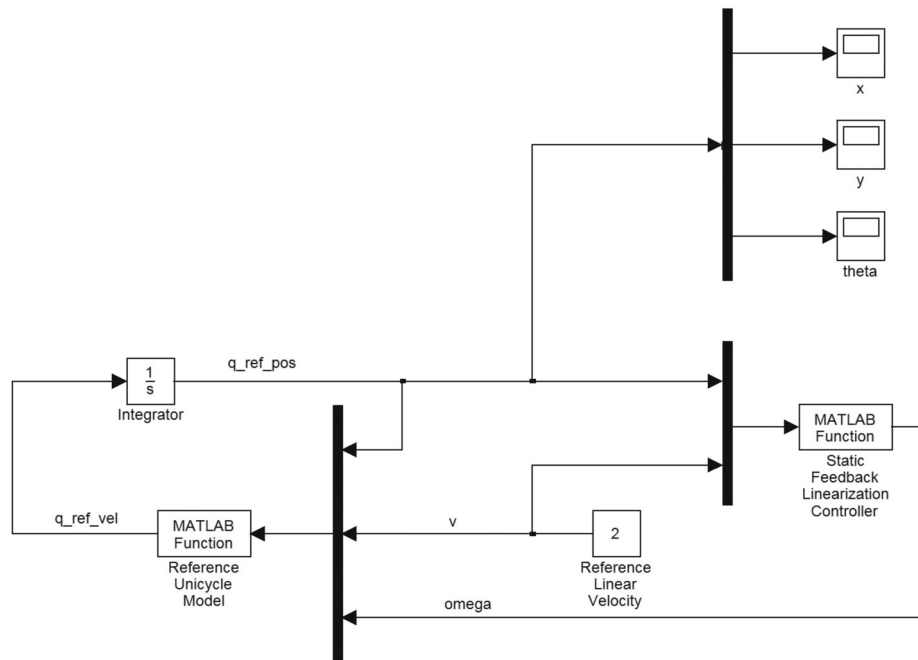 x
y
theta
q_ref_pos
1
s
Integrator
MATLAB
Function
Static
Feedback
Linearization
Controller
q_ref_vel
MATLAB
Function
Reference
Unicycle
Model
v
2
Reference
Linear
Velocity
omega